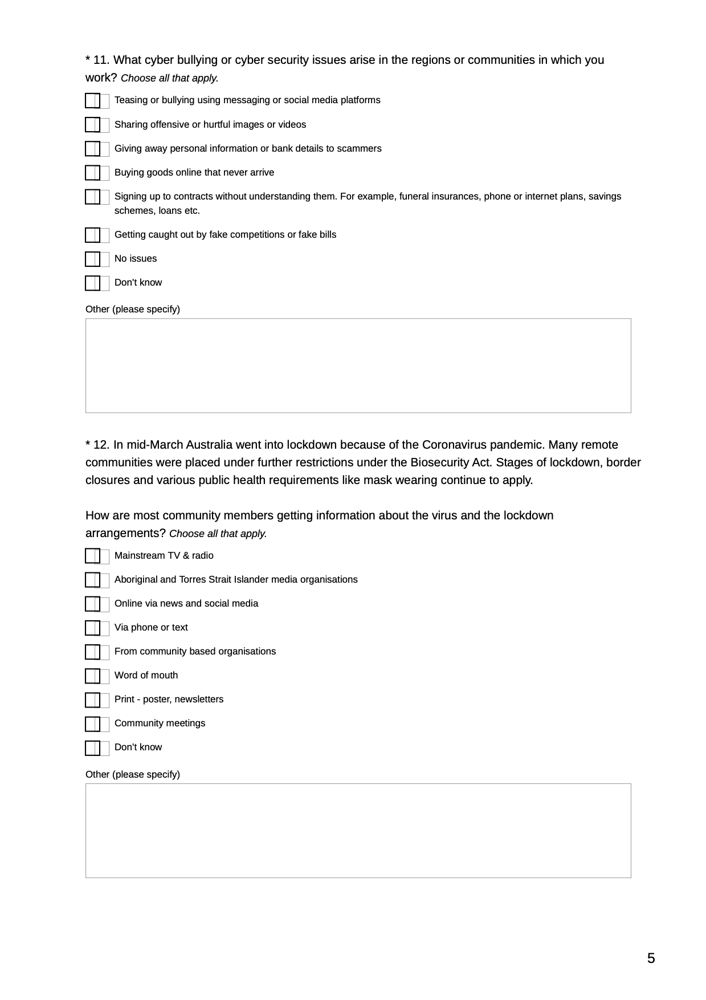 * 11. What cyber bullying or cyber security issues arise in the regions or communities in which you
work? Choose all that apply.
Teasing or bullying using messaging or social media platforms
Sharing offensive or hurtful images or videos
Giving away personal information or bank details to scammers
Buying goods online that never arrive
Signing up to contracts without understanding them. For example, funeral insurances, phone or internet plans, savings
schemes, loans etc.
Getting caught out by fake competitions or fake bills
No issues
Don't know
Other (please specify)
* 12. In mid-March Australia went into lockdown because of the Coronavirus pandemic. Many remote
communities were placed under further restrictions under the Biosecurity Act. Stages of lockdown, border
closures and various public health requirements like mask wearing continue to apply.
How are most community members getting information about the virus and the lockdown
arrangements? Choose all that apply.
Mainstream TV & radio
Aboriginal and Torres Strait Islander media organisations
Online via news and social media
Via phone or text
From community based organisations
Word of mouth
Print - poster, newsletters
Community meetings
Don't know
Other (please specify)
5